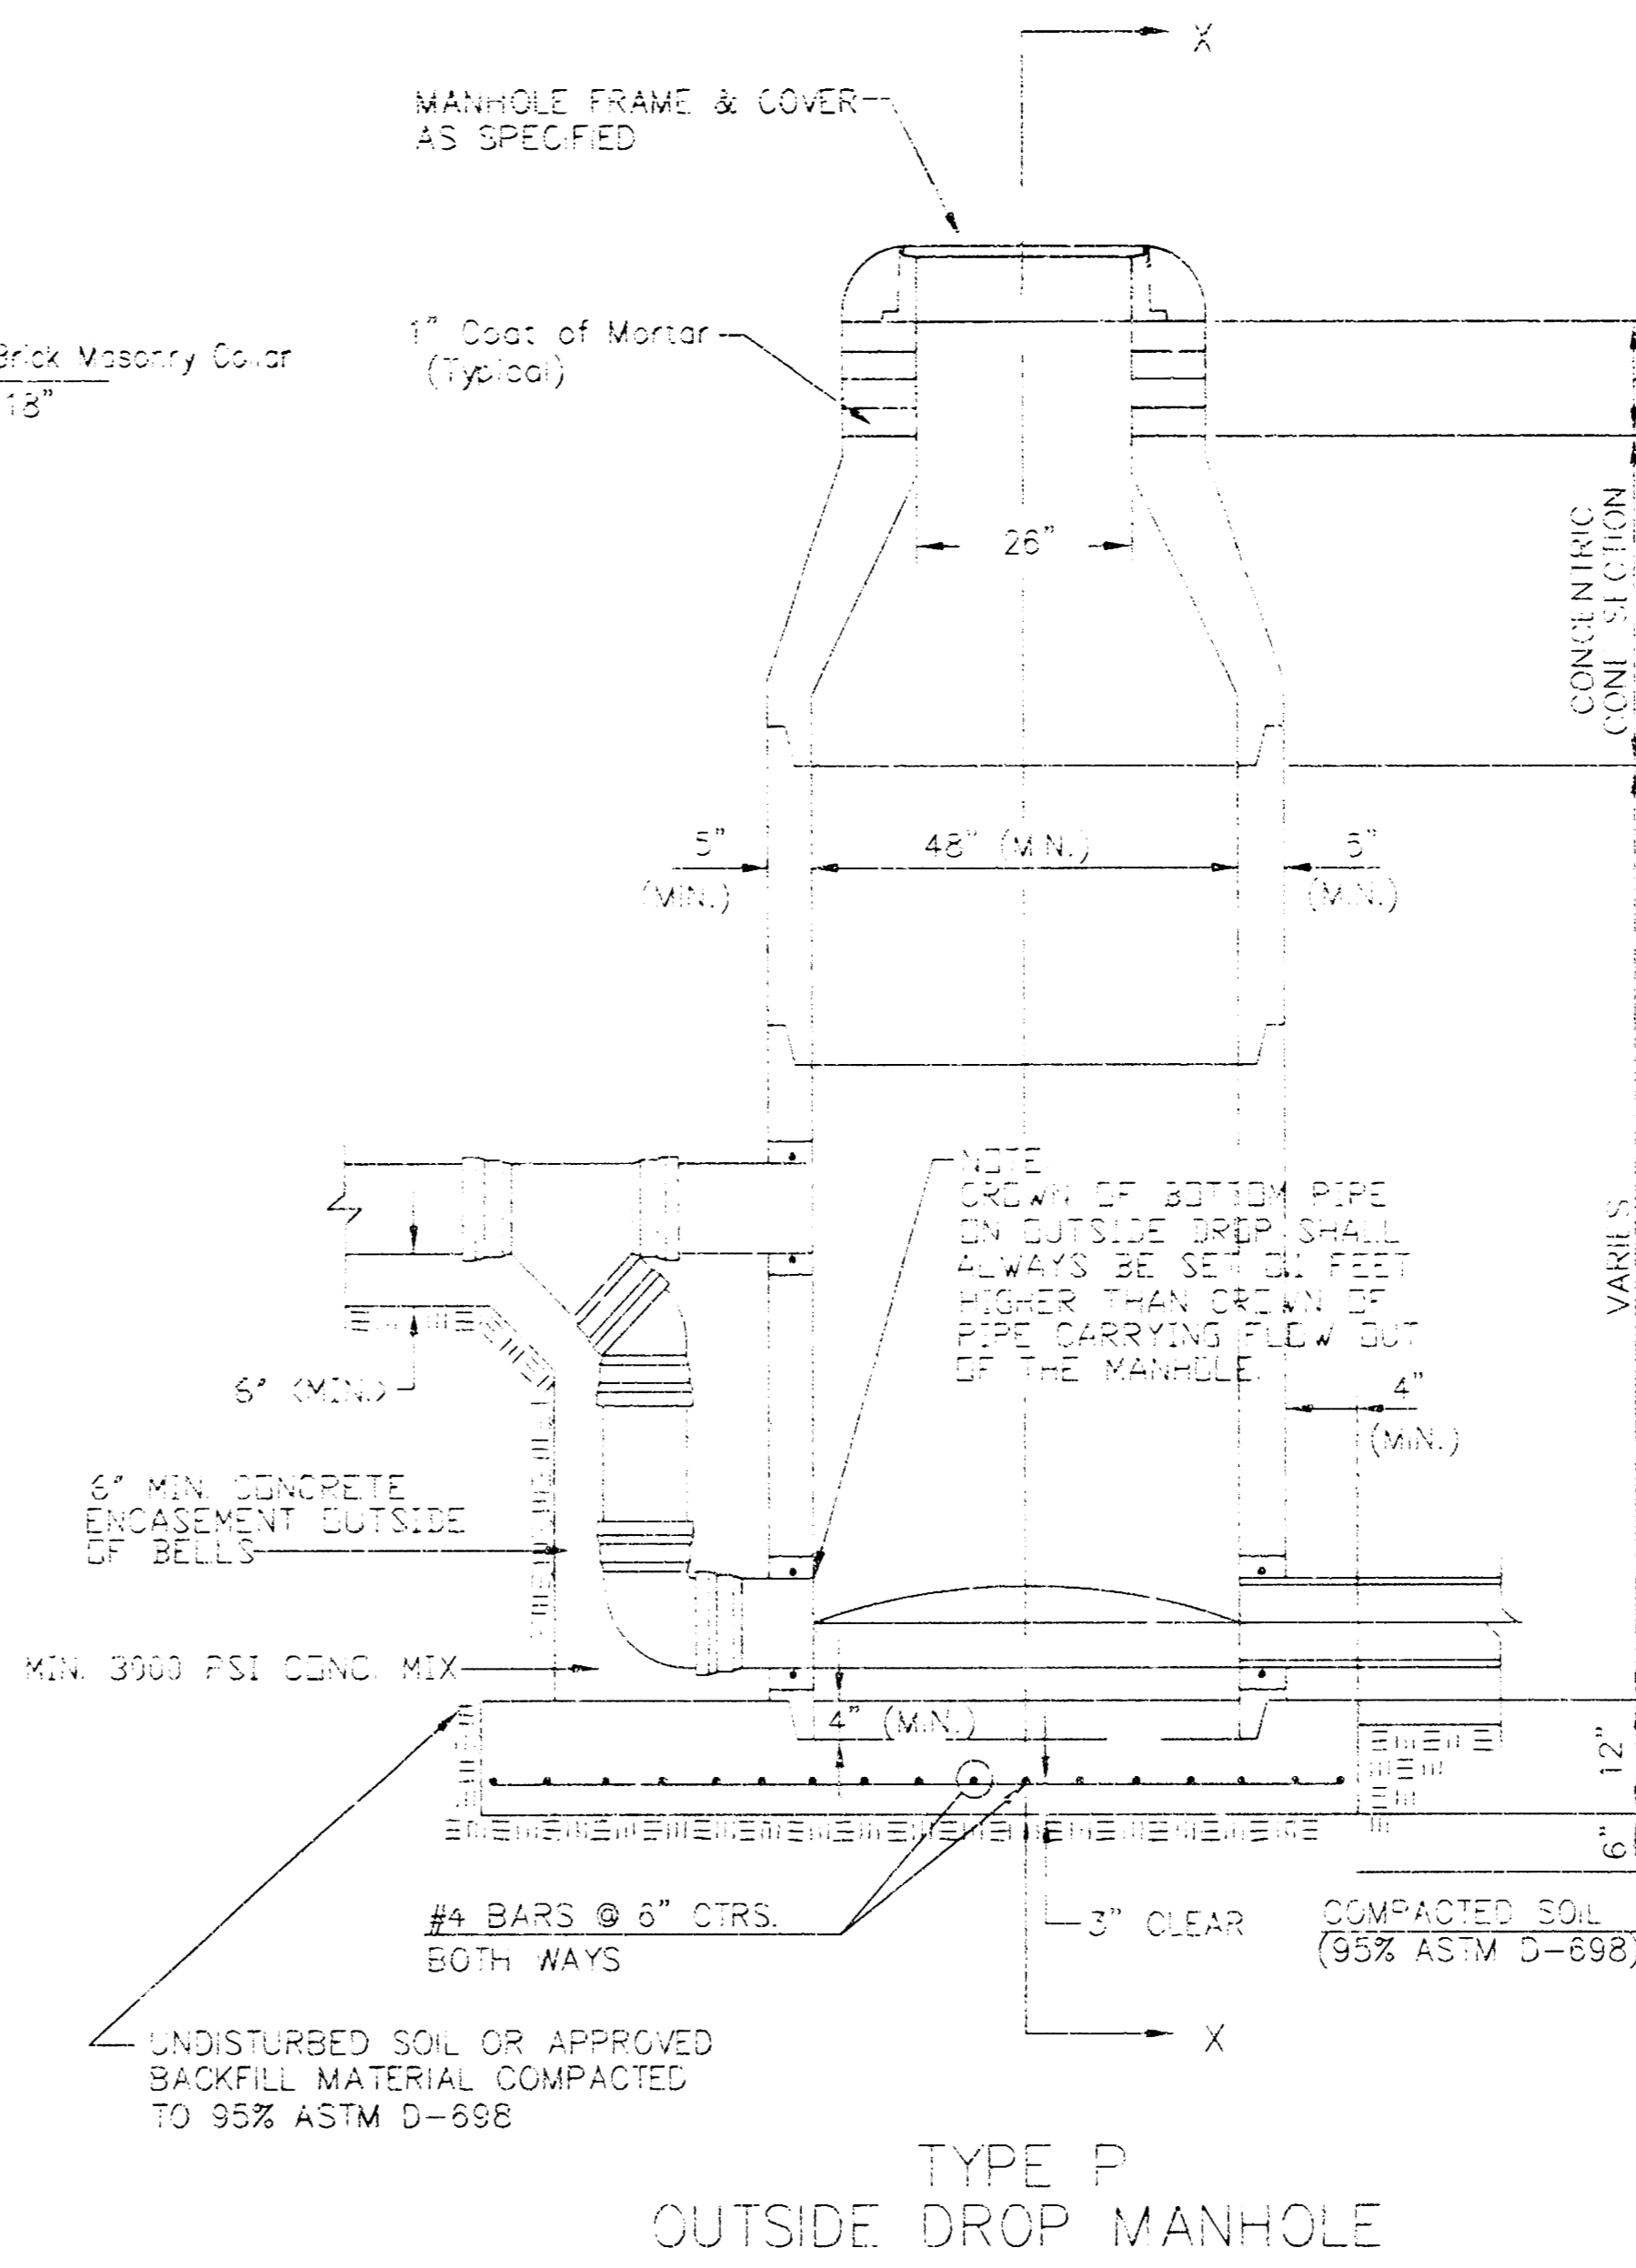 X
MANHOLE FRAME & COVER
AS SPECIFIED
1" Coat of Mortar
(Typical)
Brick Masonry Collar
18"
26"
CONCENTRIC
CONE SECTION
5"
(MIN.)
48" (MIN.)
5"
(MIN.)
NOTE
CROWN OF BOTTOM PIPE
ON OUTSIDE DROP SHALL
ALWAYS BE SET FEET
HIGHER THAN CROWN OF
PIPE CARRYING FLOW OUT
OF THE MANHOLE.
VARIES
6" (MIN.)
4"
(MIN.)
6" MIN. CONCRETE
ENCASEMENT OUTSIDE
OF BELLS
MIN. 3000 PSI CONC. MIX
4" (MIN.)
12"
6"
#4 BARS @ 6" CTRS.
BOTH WAYS
3" CLEAR
COMPACTED SOIL
(95% ASTM D-698)
X
UNDISTURBED SOIL OR APPROVED
BACKFILL MATERIAL COMPACTED
TO 95% ASTM D-698
TYPE P
OUTSIDE DROP MANHOLE